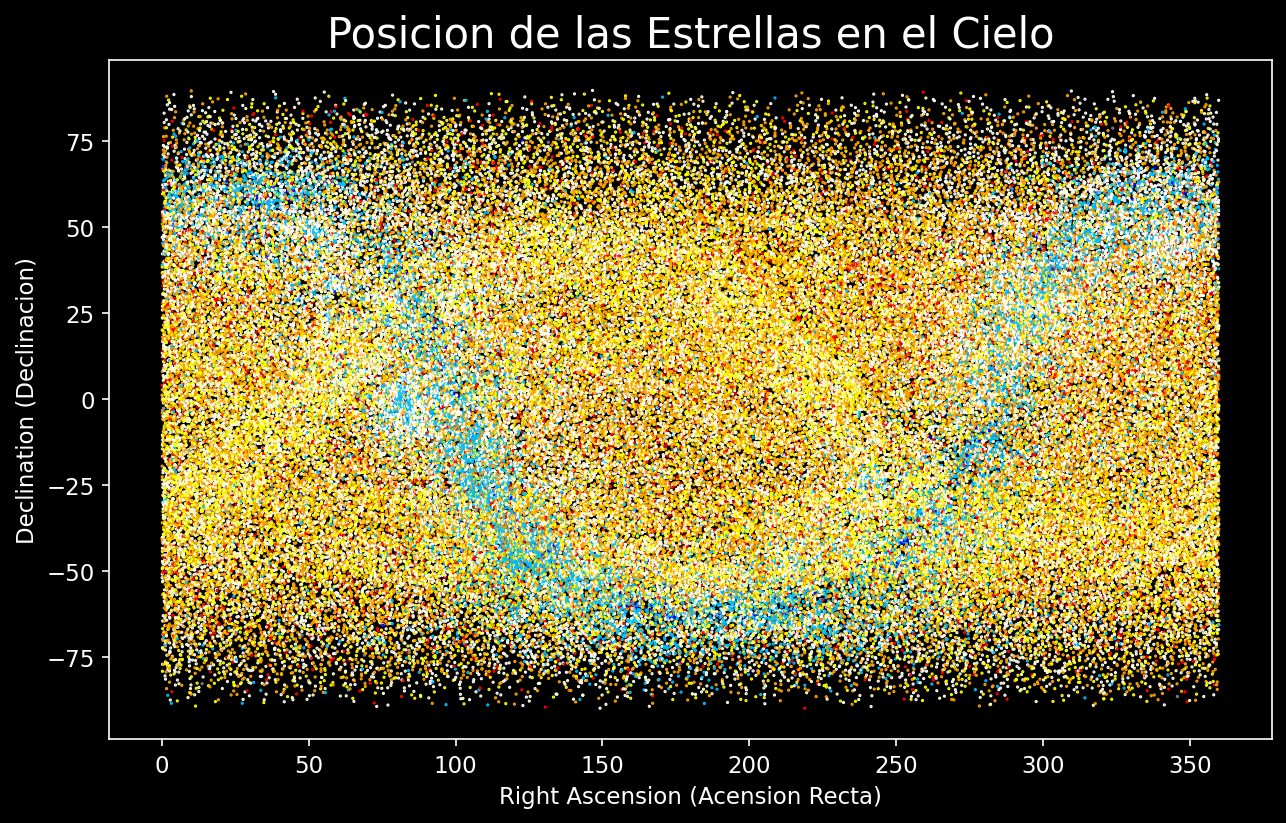 Posicion de las Estrellas en el Cielo
Declination (Declinacion)
75
50
25
0
−25
−50
−75
0 50 100 150 200 250 300 350
Right Ascension (Acension Recta)